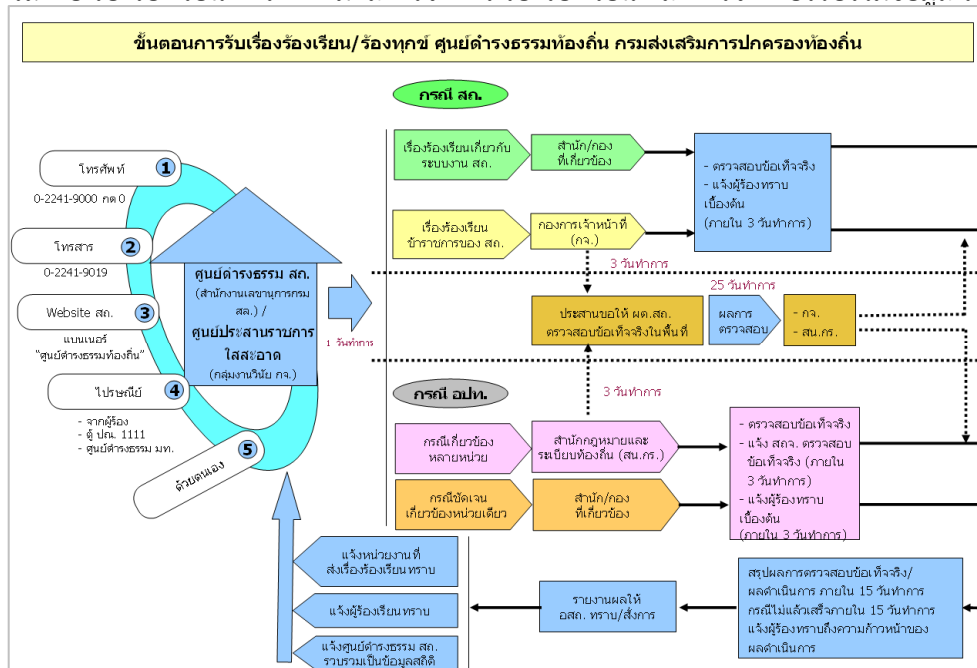 ขั้นตอนการรับเรื่องร้องเรียน/ร้องทุกข์ ศูนย์ดำรงธรรมท้องถิ่น กรมส่งเสริมการปกครองท้องถิ่น
กรณี สถ.
โทรศัพท์
1
0-2241-9000 กด 0
โทรสาร
2
0-2241-9019
Website สถ.
3
แบนเนอร์
"ศูนย์ดำรงธรรมท้องถิ่น"
ไปรษณีย์
4
- จากผู้ร้อง
- ตู้ ปณ. 1111
- ศูนย์ดำรงธรรม มท.
ด้วยตนเอง
5
ศูนย์ดำรงธรรม สถ.
(สำนักงานเลขานุการกรม
สล.) /
ศูนย์ประสานราชการ
ใสสะอาด
(กลุ่มงานวินัย กจ.)
1 วันทำการ
เรื่องร้องเรียนเกี่ยวกับ
ระบบงาน สถ.
สำนัก/กอง
ที่เกี่ยวข้อง
เรื่องร้องเรียน
ข้าราชการของ สถ.
กองการเจ้าหน้าที่
(กจ.)
- ตรวจสอบข้อเท็จจริง
- แจ้งผู้ร้องทราบ
เบื้องต้น
(ภายใน 3 วันทำการ)
3 วันทำการ
25 วันทำการ
ประสานขอให้ ผต.สถ.
ตรวจสอบข้อเท็จจริงในพื้นที่
ผลการ
ตรวจสอบ
- กจ.
- สน.กร.
3 วันทำการ
กรณี อปท.
กรณีเกี่ยวข้อง
หลายหน่วย
สำนักกฎหมายและ
ระเบียบท้องถิ่น (สน.กร.)
กรณีชัดเจน
เกี่ยวข้องหน่วยเดียว
สำนัก/กอง
ที่เกี่ยวข้อง
- ตรวจสอบข้อเท็จจริง
- แจ้ง สถจ. ตรวจสอบ
ข้อเท็จจริง (ภายใน
3 วันทำการ)
- แจ้งผู้ร้องทราบ
เบื้องต้น
(ภายใน 3 วันทำการ)
แจ้งหน่วยงานที่
ส่งเรื่องร้องเรียนทราบ
แจ้งผู้ร้องเรียนทราบ
แจ้งศูนย์ดำรงธรรม สถ.
รวบรวมเป็นข้อมูลสถิติ
รายงานผลให้
อสถ. ทราบ/สั่งการ
สรุปผลการตรวจสอบข้อเท็จจริง/
ผลดำเนินการ ภายใน 15 วันทำการ
กรณีไม่แล้วเสร็จภายใน 15 วันทำการ
แจ้งผู้ร้องทราบถึงความก้าวหน้าของ
ผลดำเนินการ